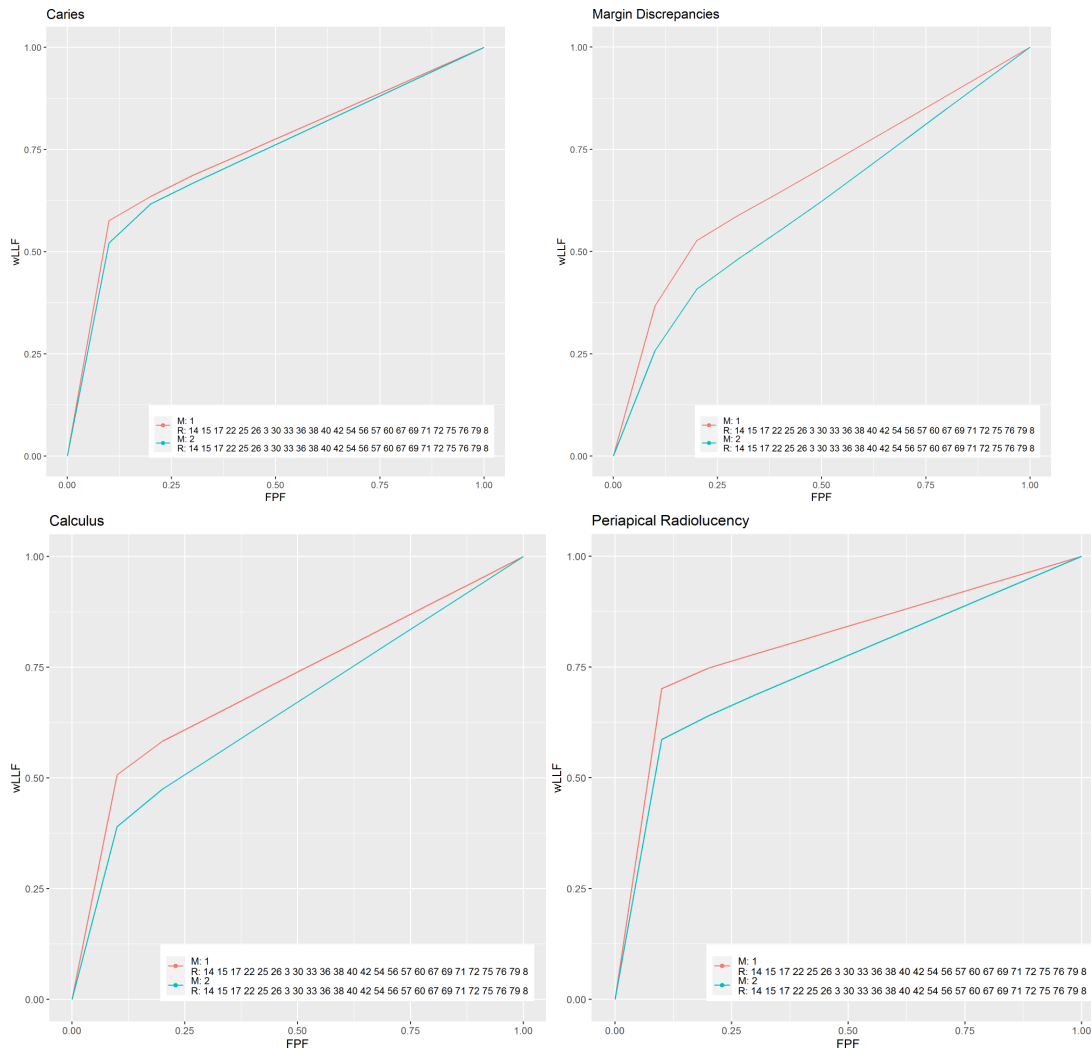 Caries
1.00
0.75
0.50
0.25
0.00
wLLF
M: 1
R: 14 15 17 22 25 26 3 30 33 36 38 40 42 54 56 57 60 67 69 71 72 75 76 79 8
M: 2
R: 14 15 17 22 25 26 3 30 33 36 38 40 42 54 56 57 60 67 69 71 72 75 76 79 8
0.00 0.25 0.50 0.75 1.00
FPF
Margin Discrepancies
1.00
0.75
0.50
0.25
0.00
wLLF
M: 1
R: 14 15 17 22 25 26 3 30 33 36 38 40 42 54 56 57 60 67 69 71 72 75 76 79 8
M: 2
R: 14 15 17 22 25 26 3 30 33 36 38 40 42 54 56 57 60 67 69 71 72 75 76 79 8
0.00 0.25 0.50 0.75 1.00
FPF
Calculus
1.00
0.75
0.50
0.25
0.00
wLLF
M: 1
R: 14 15 17 22 25 26 3 30 33 36 38 40 42 54 56 57 60 67 69 71 72 75 76 79 8
M: 2
R: 14 15 17 22 25 26 3 30 33 36 38 40 42 54 56 57 60 67 69 71 72 75 76 79 8
0.00 0.25 0.50 0.75 1.00
FPF
Periapical Radiolucency
1.00
0.75
0.50
0.25
0.00
wLLF
M: 1
R: 14 15 17 22 25 26 3 30 33 36 38 40 42 54 56 57 60 67 69 71 72 75 76 79 8
M: 2
R: 14 15 17 22 25 26 3 30 33 36 38 40 42 54 56 57 60 67 69 71 72 75 76 79 8
0.00 0.25 0.50 0.75 1.00
FPF